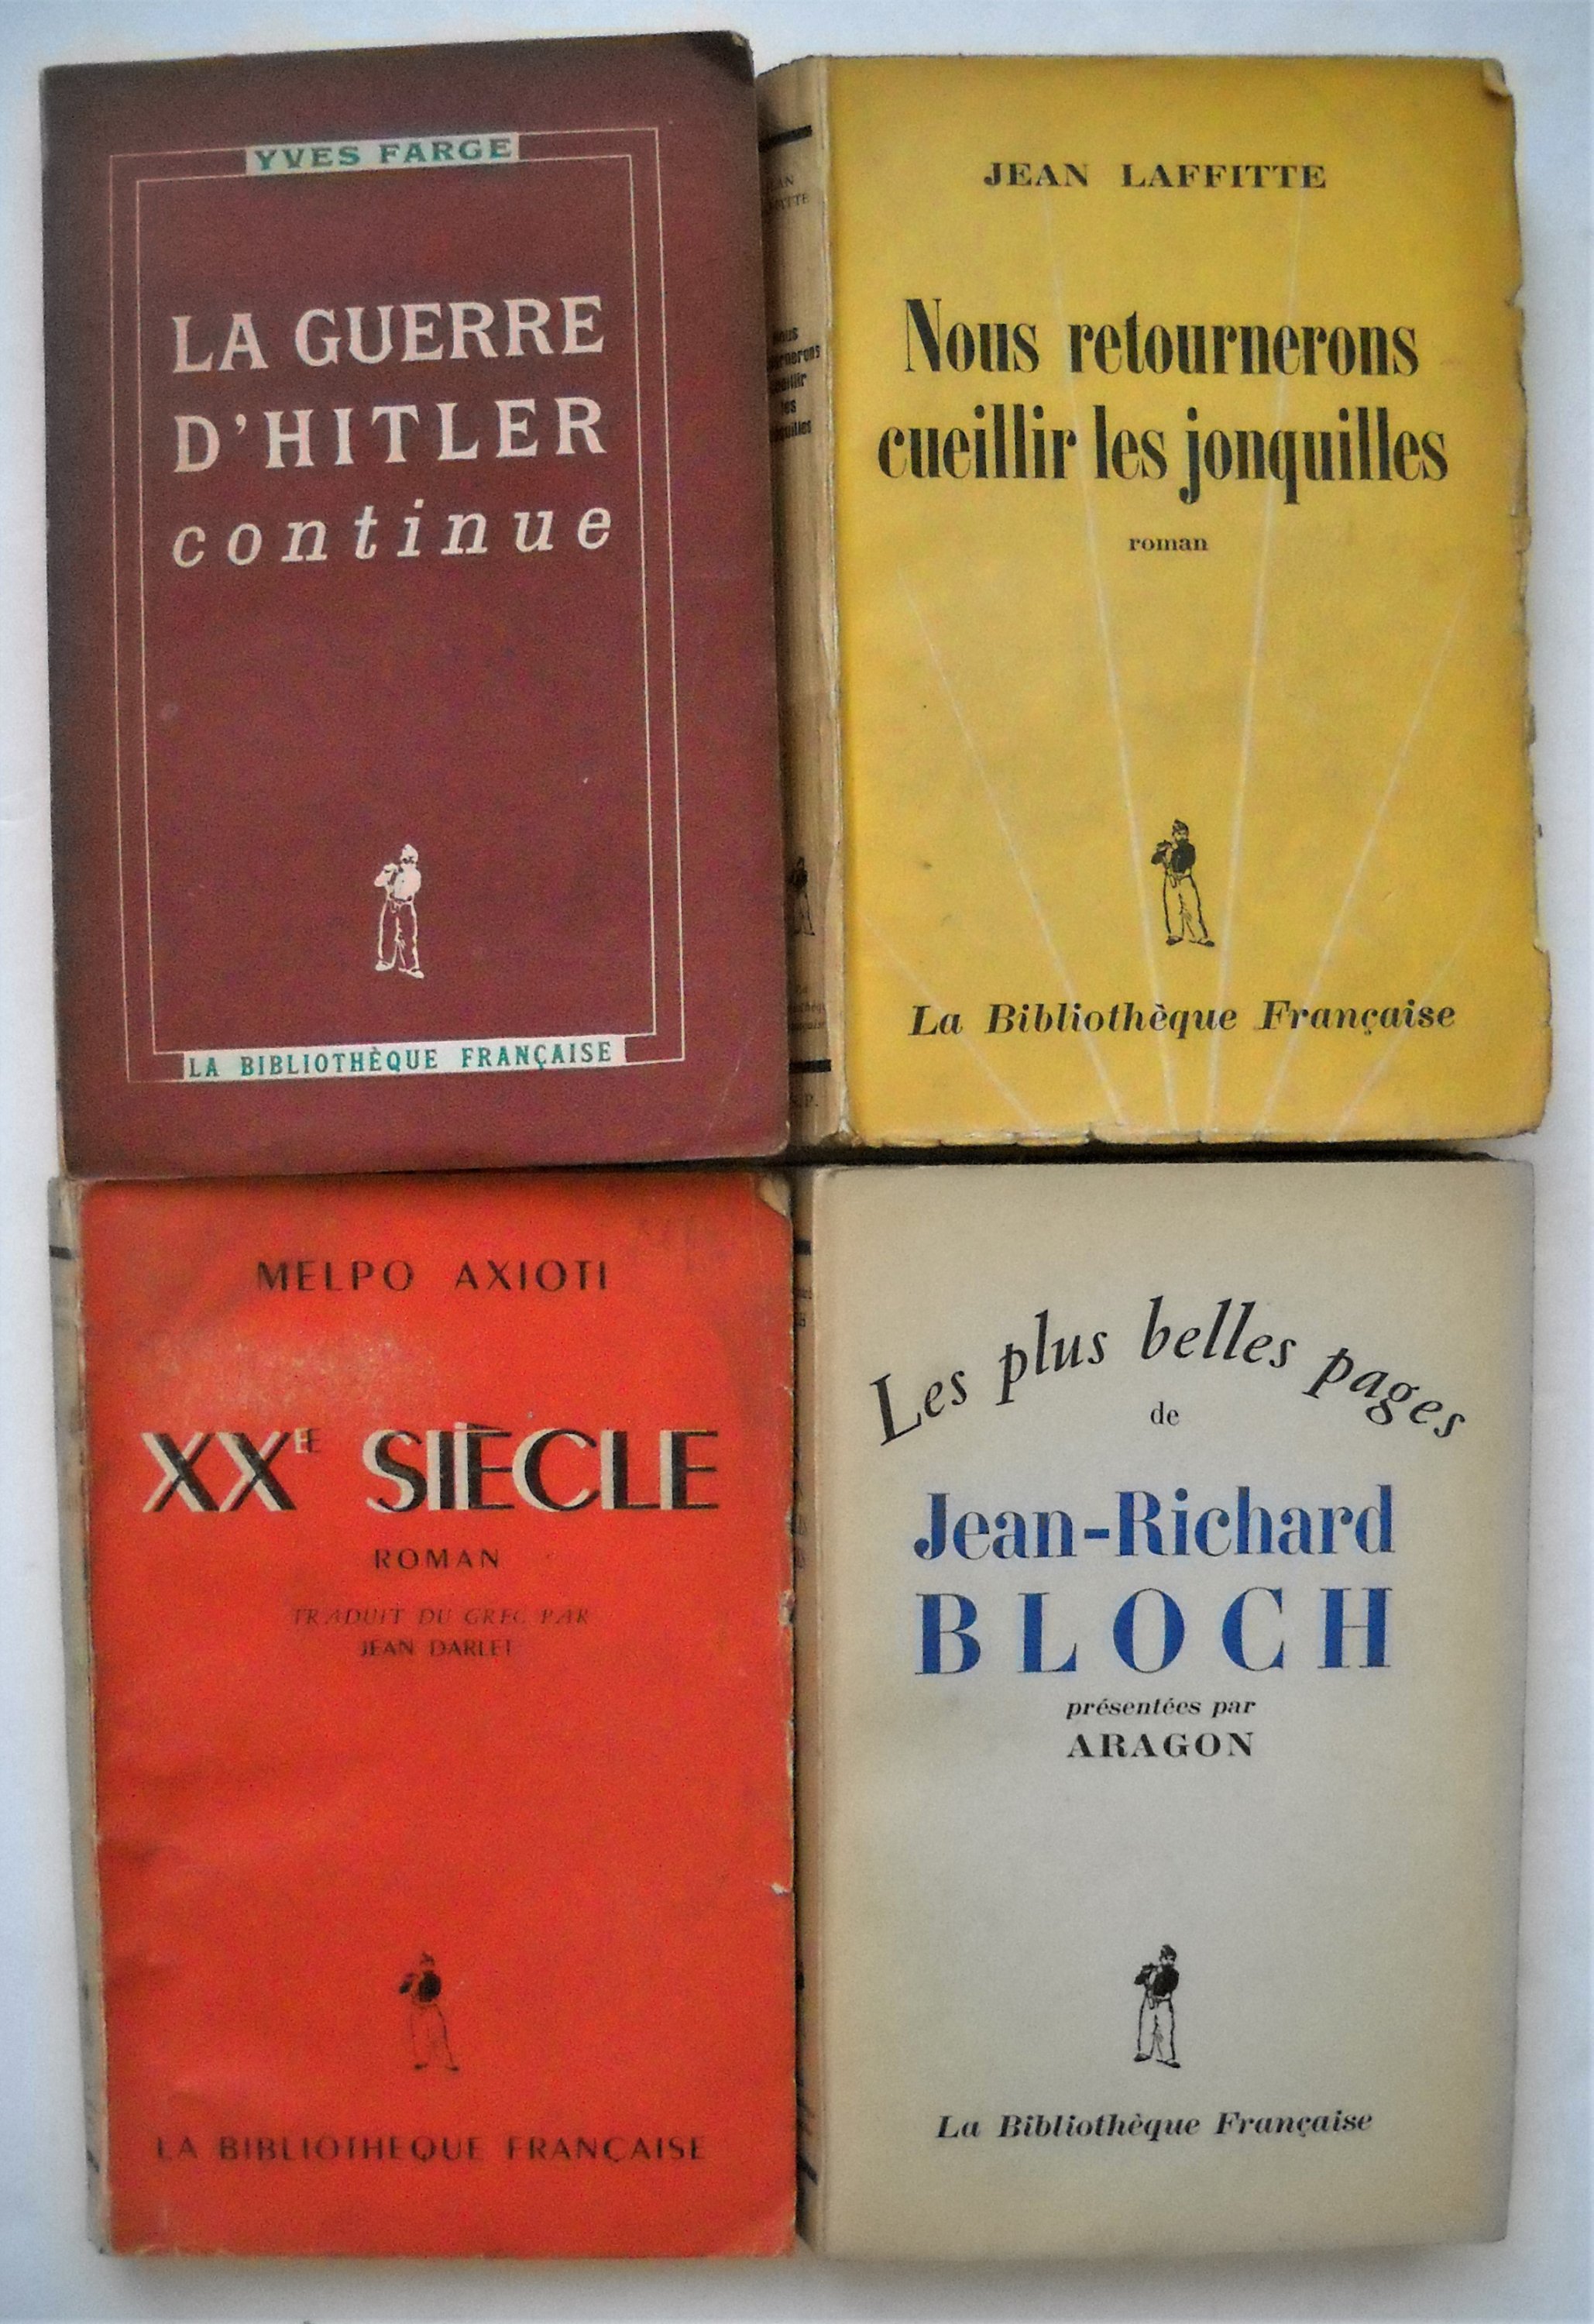 YVES FARGE
LA GUERRE
D'HITLER
continue
LA BIBLIOTHÈQUE FRANÇAISE
JEAN LAFFITTE
Nous retournerons
cueillir les jonquilles
roman
La Bibliothèque Française
MELPO AXIOTI
XXE SIÈCLE
ROMAN
TRADUIT DU GREC PAR
JEAN DARLET
LA BIBLIOTHEQUE FRANÇAISE
Les plus belles pages
de
Jean-Richard
BLOCH
présentées par
ARAGON
La Bibliothèque Française